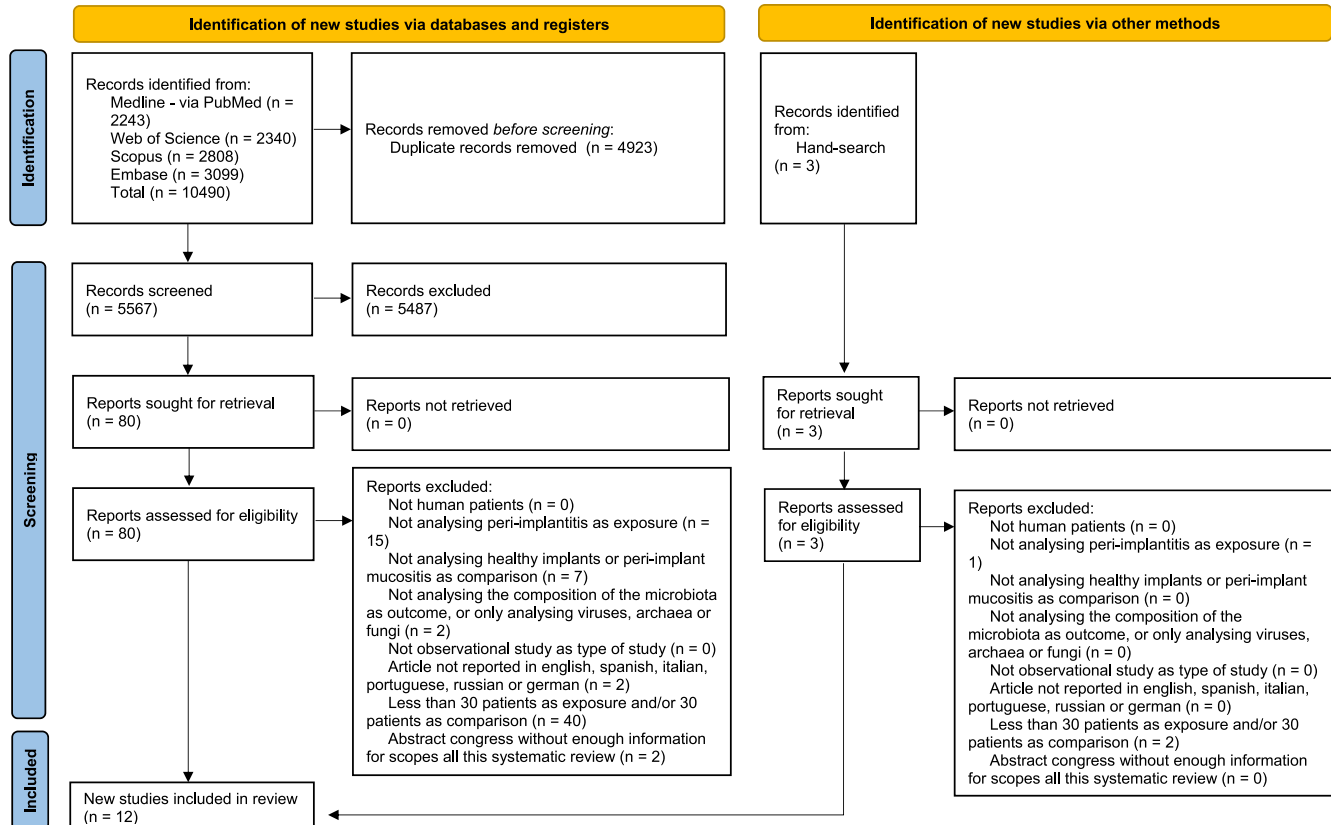 Identification of new studies via databases and registers
Identification of new studies via other methods
Identification
Records identified from:
Medline - via PubMed (n =
2243)
Web of Science (n = 2340)
Scopus (n = 2808)
Embase (n = 3099)
Total (n = 10490)
Records removed before screening:
Duplicate records removed (n = 4923)
Records identified
from:
Hand-search
(n = 3)
Screening
Records screened
(n = 5567)
Records excluded
(n = 5487)
Reports sought for retrieval
(n = 80)
Reports not retrieved
(n = 0)
Reports sought
for retrieval
(n = 3)
Reports not retrieved
(n = 0)
Reports assessed for eligibility
(n = 80)
Reports excluded:
Not human patients (n = 0)
Not analysing peri-implantitis as exposure (n =
15)
Not analysing healthy implants or peri-implant
mucositis as comparison (n = 7)
Not analysing the composition of the microbiota
as outcome, or only analysing viruses, archaea or
fungi (n = 2)
Not observational study as type of study (n = 0)
Article not reported in english, spanish, italian,
portuguese, russian or german (n = 2)
Less than 30 patients as exposure and/or 30
patients as comparison (n = 40)
Abstract congress without enough information
for scopes all this systematic review (n = 2)
Reports assessed
for eligibility
(n = 3)
Reports excluded:
Not human patients (n = 0)
Not analysing peri-implantitis as exposure (n =
1)
Not analysing healthy implants or peri-implant
mucositis as comparison (n = 0)
Not analysing the composition of the
microbiota as outcome, or only analysing viruses,
archaea or fungi (n = 0)
Not observational study as type of study (n = 0)
Article not reported in english, spanish, italian,
portuguese, russian or german (n = 0)
Less than 30 patients as exposure and/or 30
patients as comparison (n = 2)
Abstract congress without enough information
for scopes all this systematic review (n = 0)
Included
New studies included in review
(n = 12)